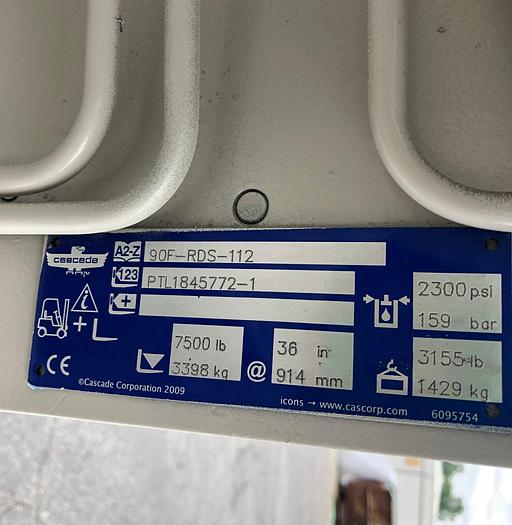 cascade
A2-Z 90F-RDS-112
123 PTL1845772-1
+
2300 psi
159 bar
7500 lb
3398 kg
@
36 in
914 mm
3155 lb
1429 kg
CE
©Cascade Corporation 2009
icons → www.cascorp.com
6095754